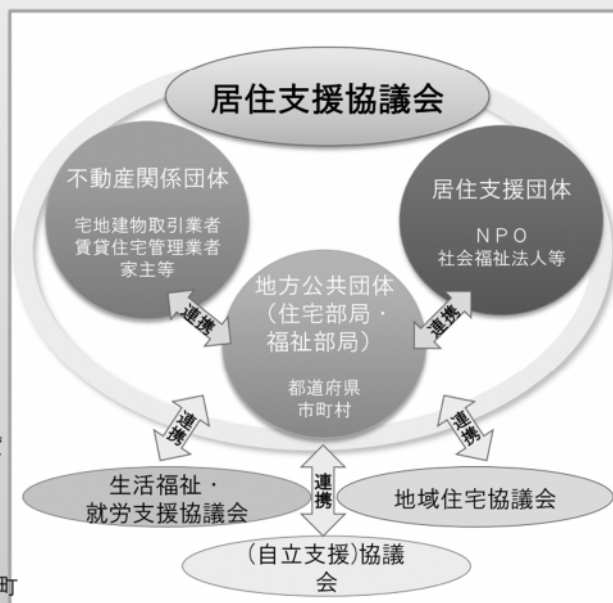 居住支援協議会
不動産関係団体
宅地建物取引業者
賃貸住宅管理業者
家主等
居住支援団体
NPO
社会福祉法人等
地方公共団体
(住宅部局・
福祉部局)
都道府県
市町村
連携
連携
連携
連携
連携
生活福祉・
就労支援協議会
地域住宅協議会
(自立支援)協議
会
町